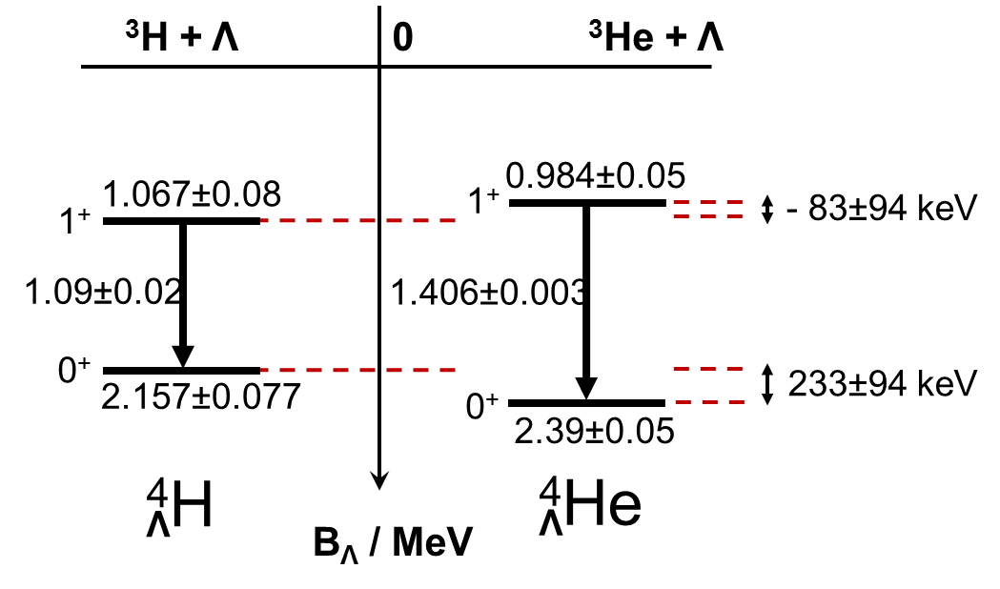 ³H + Λ 0 ³He + Λ
0.984±0.05
1.067±0.08
1⁺ - 83±94 keV
1⁺
1.09±0.02 1.406±0.003
0⁺ 233±94 keV
2.157±0.077 0⁺
2.39±0.05
⁴ΛH ⁴ΛHe
BΛ / MeV